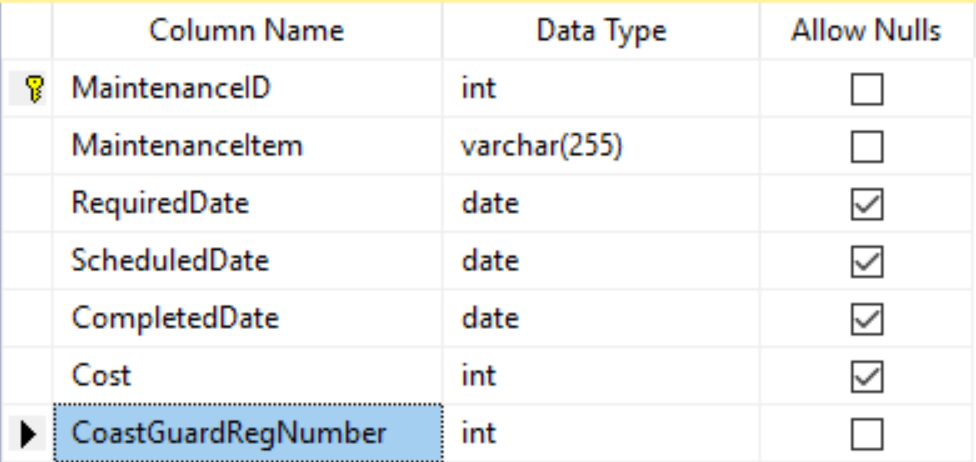 Column Name Data Type Allow Nulls
MaintenanceID int
MaintenanceItem varchar(255)
RequiredDate date
ScheduledDate date
CompletedDate date
Cost int
CoastGuardRegNumber int